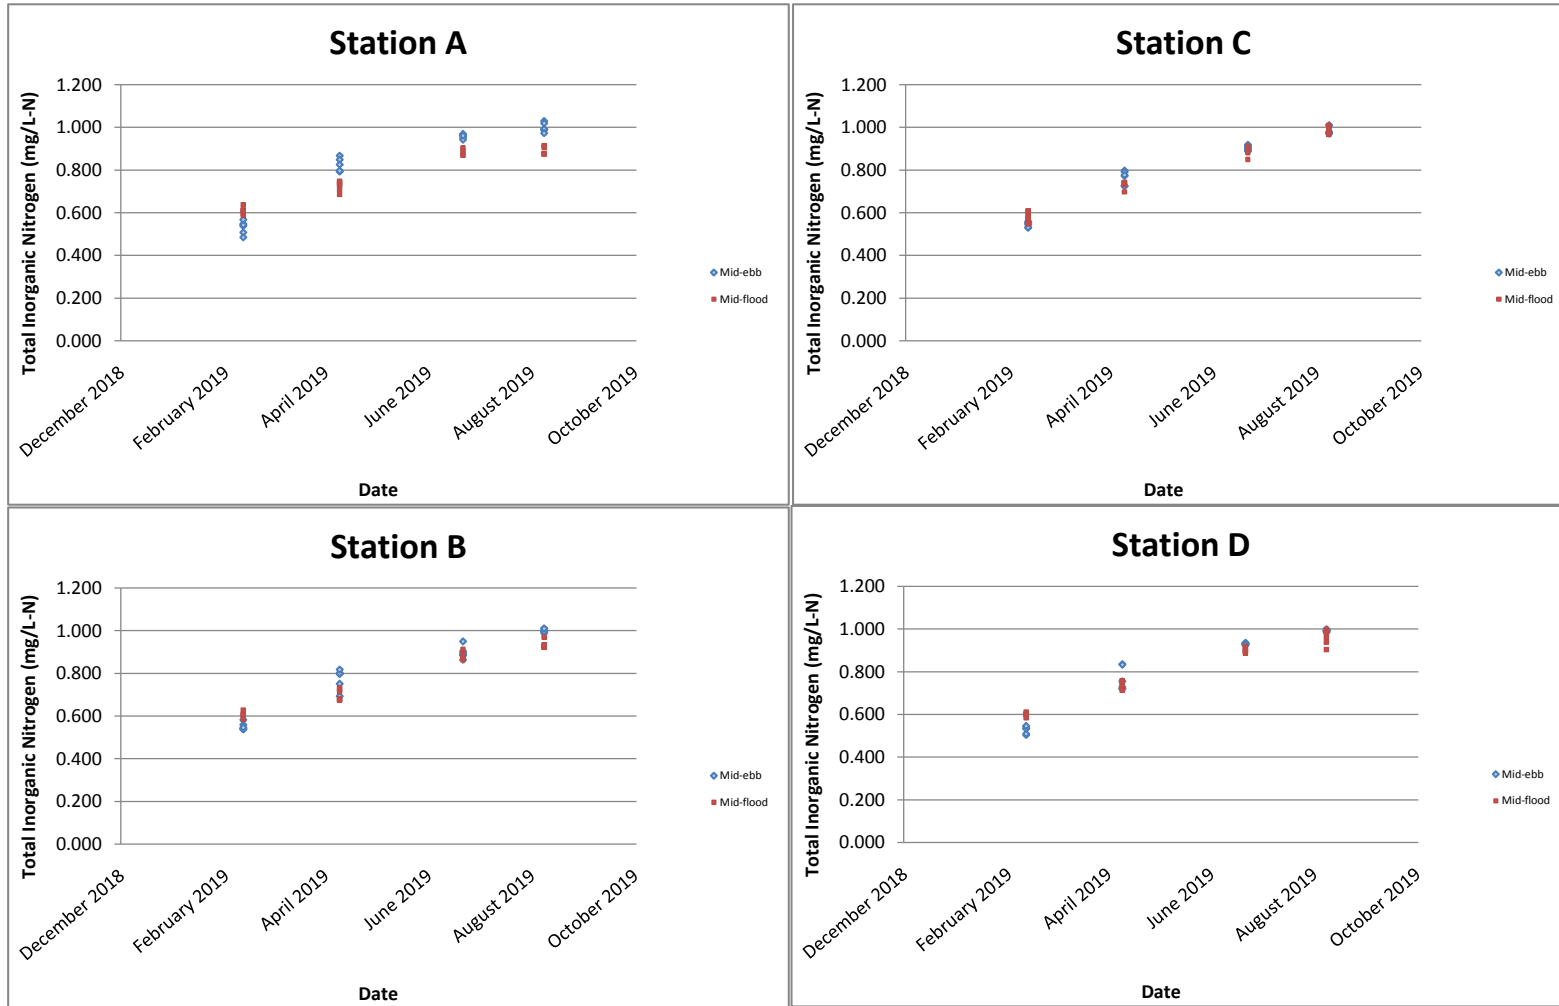 Station A
Total Inorganic Nitrogen (mg/L-N)
1.200
1.000
0.800
0.600
0.400
0.200
0.000
December 2018
February 2019
April 2019
June 2019
August 2019
October 2019
Date
Mid-ebb
Mid-flood
Station C
Total Inorganic Nitrogen (mg/L-N)
1.200
1.000
0.800
0.600
0.400
0.200
0.000
December 2018
February 2019
April 2019
June 2019
August 2019
October 2019
Date
Mid-ebb
Mid-flood
Station B
Total Inorganic Nitrogen (mg/L-N)
1.200
1.000
0.800
0.600
0.400
0.200
0.000
December 2018
February 2019
April 2019
June 2019
August 2019
October 2019
Date
Mid-ebb
Mid-flood
Station D
Total Inorganic Nitrogen (mg/L-N)
1.200
1.000
0.800
0.600
0.400
0.200
0.000
December 2018
February 2019
April 2019
June 2019
August 2019
October 2019
Date
Mid-ebb
Mid-flood